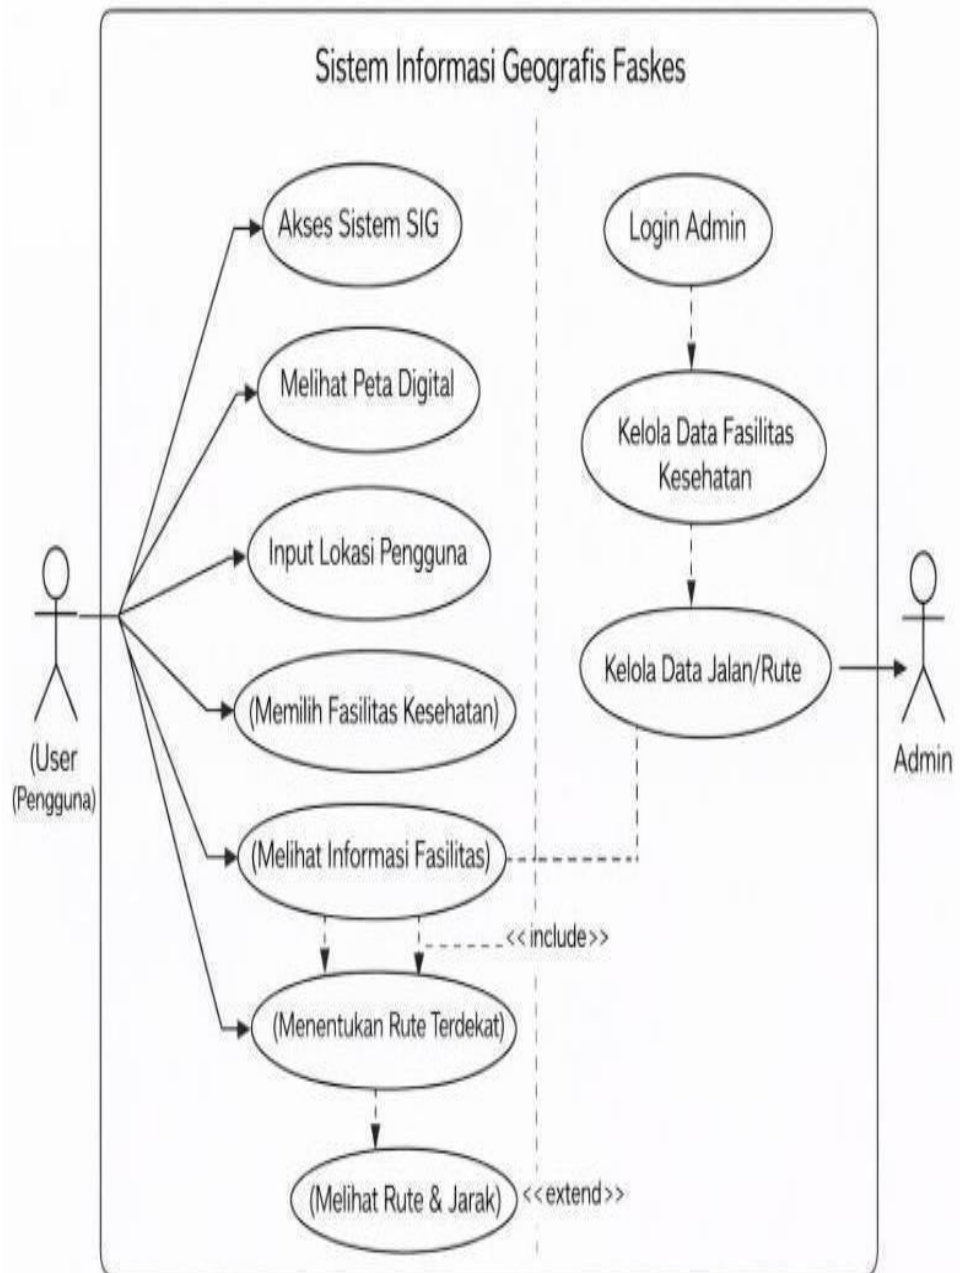 Sistem Informasi Geografis Faskes
Akses Sistem SIG
Melihat Peta Digital
Input Lokasi Pengguna
(Memilih Fasilitas Kesehatan)
(Melihat Informasi Fasilitas)
<<include>>
(Menentukan Rute Terdekat)
(Melihat Rute & Jarak)
<<extend>>
Login Admin
Kelola Data Fasilitas
Kesehatan
Kelola Data Jalan/Rute
(User
(Pengguna)
Admin